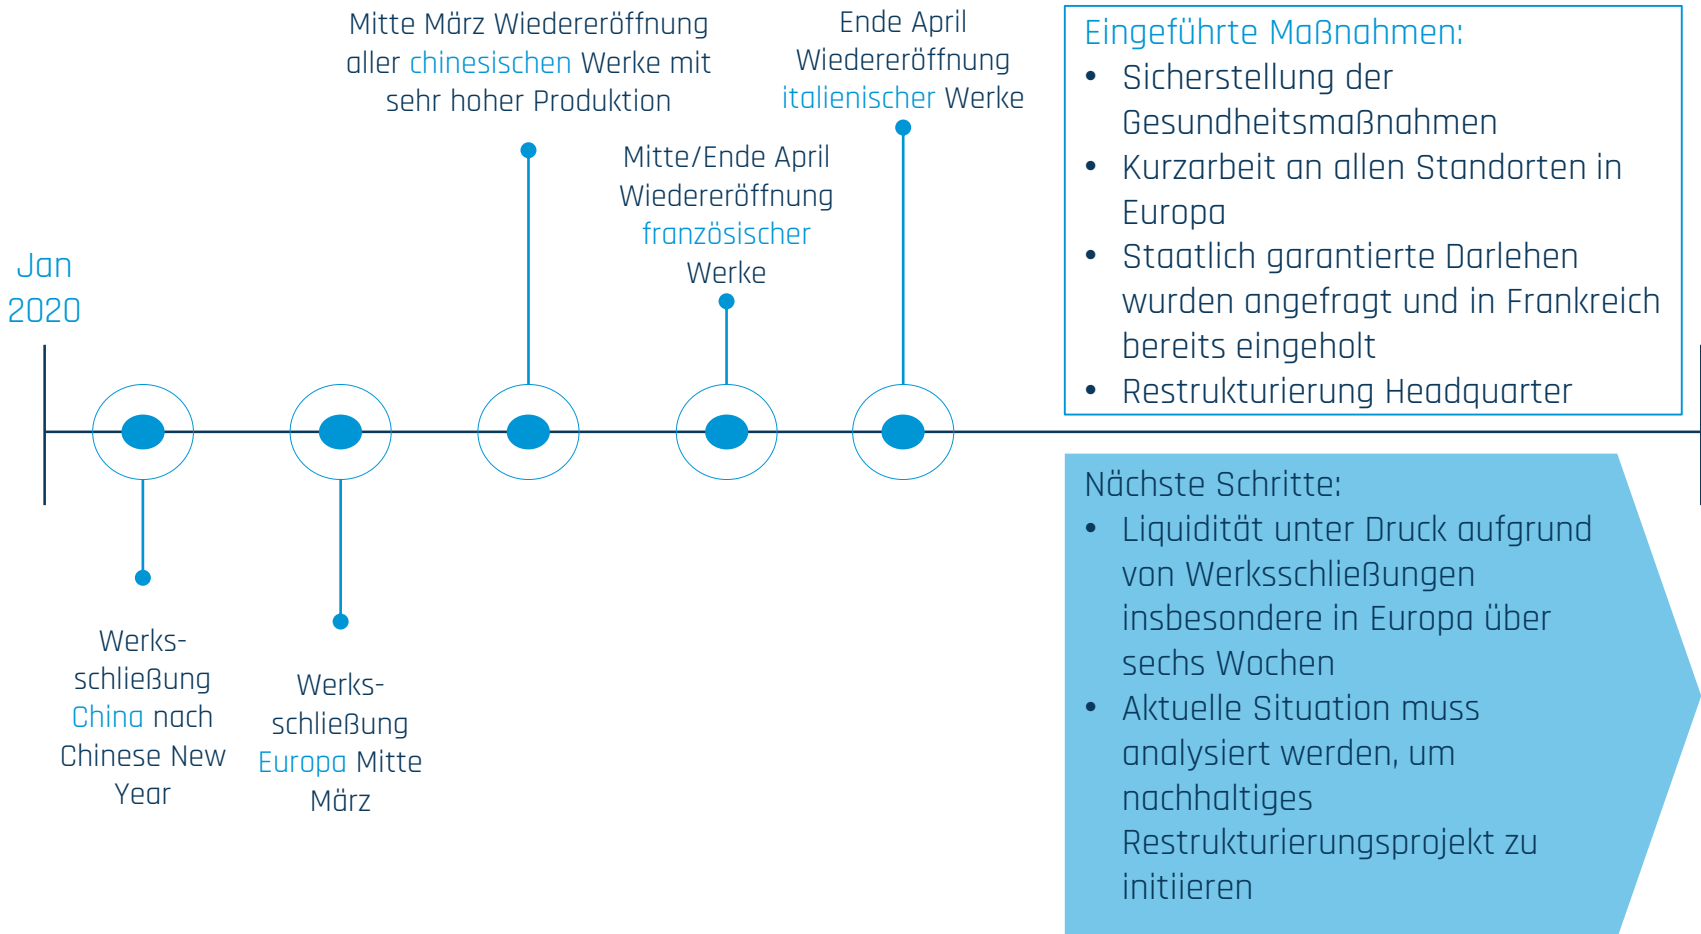 Jan
2020
Werks-
schließung
China nach
Chinese New
Year
Werks-
schließung
Europa Mitte
März
Mitte März Wiedereröffnung
aller chinesischen Werke mit
sehr hoher Produktion
Mitte/Ende April
Wiedereröffnung
französischer
Werke
Ende April
Wiedereröffnung
italienischer Werke
Eingeführte Maßnahmen:
• Sicherstellung der
Gesundheitsmaßnahmen
• Kurzarbeit an allen Standorten in
Europa
• Staatlich garantierte Darlehen
wurden angefragt und in Frankreich
bereits eingeholt
• Restrukturierung Headquarter
Nächste Schritte:
• Liquidität unter Druck aufgrund
von Werksschließungen
insbesondere in Europa über
sechs Wochen
• Aktuelle Situation muss
analysiert werden, um
nachhaltiges
Restrukturierungsprojekt zu
initiieren